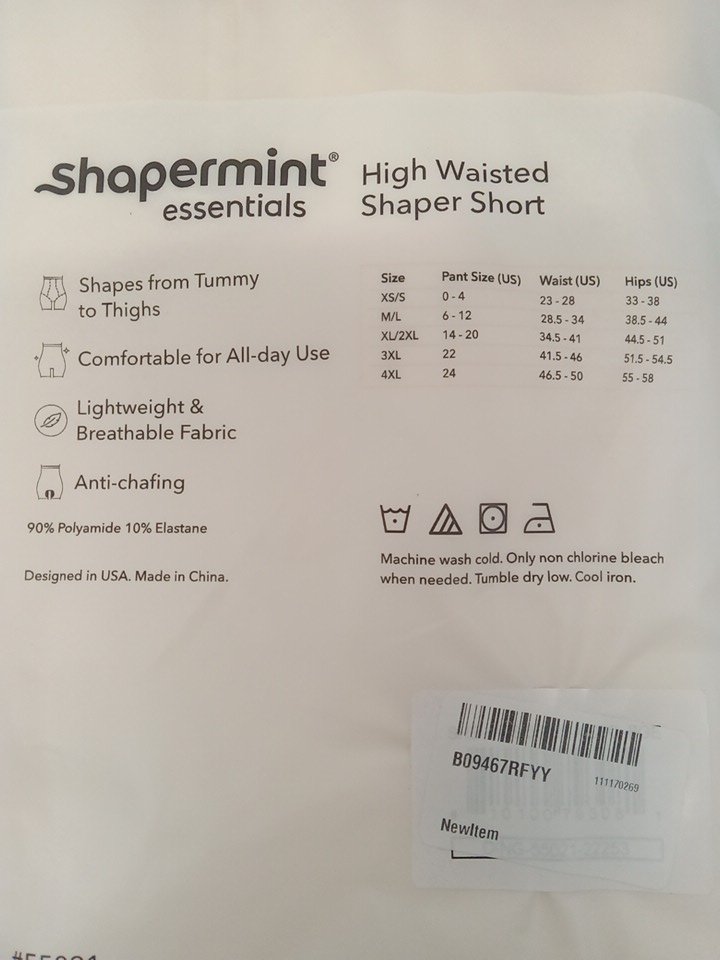 shapermint®
essentials
High Waisted
Shaper Short
Shapes from Tummy
to Thighs
Comfortable for All-day Use
Lightweight &
Breathable Fabric
Anti-chafing
90% Polyamide 10% Elastane
Designed in USA. Made in China.
Size Pant Size (US) Waist (US) Hips (US)
XS/S 0 - 4 23 - 28 33 - 38
M/L 6 - 12 28.5 - 34 38.5 - 44
XL/2XL 14 - 20 34.5 - 41 44.5 - 51
3XL 22 41.5 - 46 51.5 - 54.5
4XL 24 46.5 - 50 55 - 58
Machine wash cold. Only non chlorine bleach
when needed. Tumble dry low. Cool iron.
B09467RFYY
111170269
NewItem